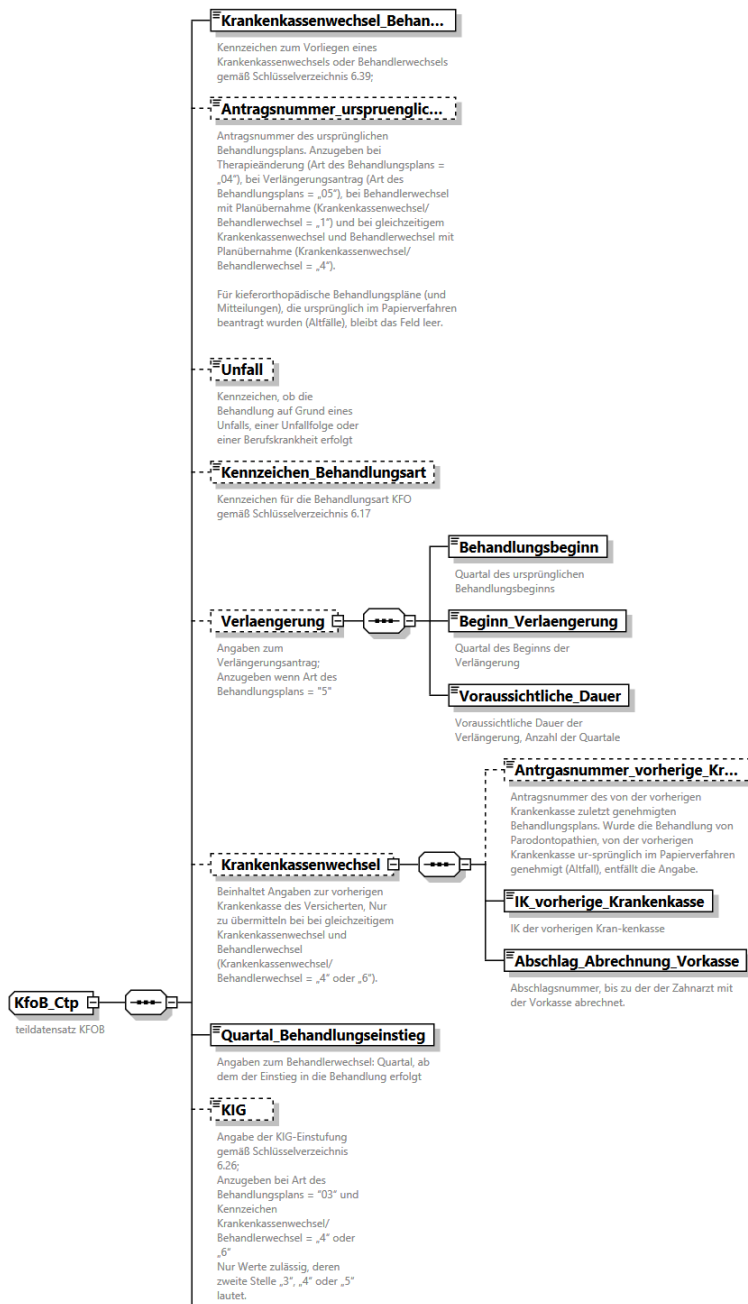 Krankenkassenwechsel_Behan...
Kennzeichen zum Vorliegen eines
Krankenkassenwechsels oder Behandlerwechsels
gemäß Schlüsselverzeichnis 6.39;
Antragsnummer_urspruenglic...
Antragsnummer des ursprünglichen
Behandlungsplans. Anzugeben bei
Therapieänderung (Art des Behandlungsplans =
„04“), bei Verlängerungsantrag (Art des
Behandlungsplans = „05“), bei Behandlerwechsel
mit Planübernahme (Krankenkassenwechsel/
Behandlerwechsel = „1“) und bei gleichzeitigem
Krankenkassenwechsel und Behandlerwechsel mit
Planübernahme (Krankenkassenwechsel/
Behandlerwechsel = „4“).
Für kieferorthopädische Behandlungspläne (und
Mitteilungen), die ursprünglich im Papierverfahren
beantragt wurden (Altfälle), bleibt das Feld leer.
Unfall
Kennzeichen, ob die
Behandlung auf Grund eines
Unfalls, einer Unfallfolge oder
einer Berufskrankheit erfolgt
Kennzeichen_Behandlungsart
Kennzeichen für die Behandlungsart KFO
gemäß Schlüsselverzeichnis 6.17
Verlaengerung
Angaben zum
Verlängerungsantrag;
Anzugeben wenn Art des
Behandlungsplans = "5"
Behandlungsbeginn
Quartal des ursprünglichen
Behandlungsbeginns
Beginn_Verlaengerung
Quartal des Beginns der
Verlängerung
Voraussichtliche_Dauer
Voraussichtliche Dauer der
Verlängerung, Anzahl der Quartale
Krankenkassenwechsel
Beinhaltet Angaben zur vorherigen
Krankenkasse des Versicherten, Nur
zu übermitteln bei bei gleichzeitigem
Krankenkassenwechsel und
Behandlerwechsel
(Krankenkassenwechsel/
Behandlerwechsel = „4“ oder „6“).
Antrgasnummer_vorherige_Kr...
Antragsnummer des von der vorherigen
Krankenkasse zuletzt genehmigten
Behandlungsplans. Wurde die Behandlung von
Parodontopathien, von der vorherigen
Krankenkasse ur-sprünglich im Papierverfahren
genehmigt (Altfall), entfällt die Angabe.
IK_vorherige_Krankenkasse
IK der vorherigen Kran-kenkasse
Abschlag_Abrechnung_Vorkasse
Abschlagsnummer, bis zu der der Zahnarzt mit
der Vorkasse abrechnet.
KfoB_Ctp
teildatensatz KFOB
Quartal_Behandlungseinstieg
Angaben zum Behandlerwechsel: Quartal, ab
dem der Einstieg in die Behandlung erfolgt
KIG
Angabe der KIG-Einstufung
gemäß Schlüsselverzeichnis
6.26;
Anzugeben bei Art des
Behandlungsplans = "03" und
Kennzeichen
Krankenkassenwechsel/
Behandlerwechsel = „4“ oder
„6“
Nur Werte zulässig, deren
zweite Stelle „3“, „4“ oder „5“
lautet.